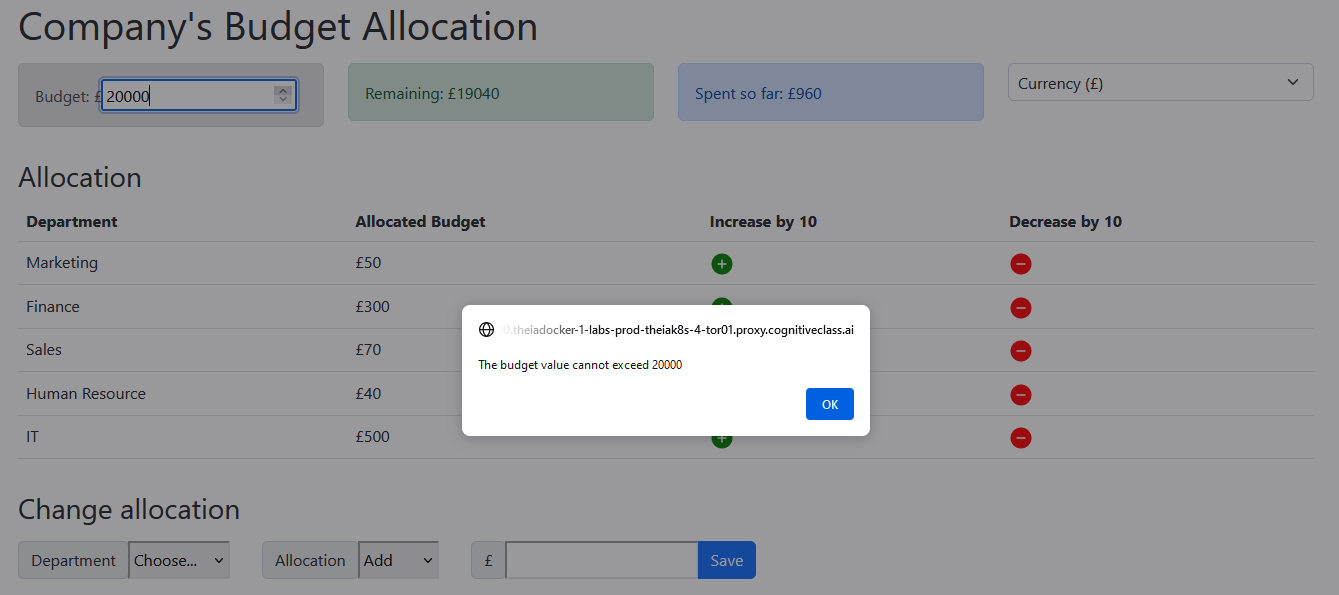 Company's Budget Allocation
Budget: £ 20000
Remaining: £19040
Spent so far: £960
Currency (£)
Allocation
Department Allocated Budget Increase by 10 Decrease by 10
Marketing £50
Finance £300
0.theiadocker-1-labs-prod-theiak8s-4-tor01.proxy.cognitiveclass.ai
Sales £70
The budget value cannot exceed 20000
Human Resource £40
OK
IT £500
Change allocation
Department Choose... Allocation Add £ Save